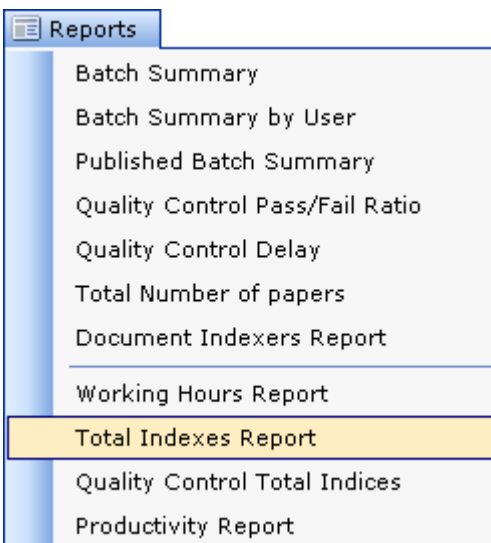 Reports
Batch Summary
Batch Summary by User
Published Batch Summary
Quality Control Pass/Fail Ratio
Quality Control Delay
Total Number of papers
Document Indexers Report
Working Hours Report
Total Indexes Report
Quality Control Total Indices
Productivity Report